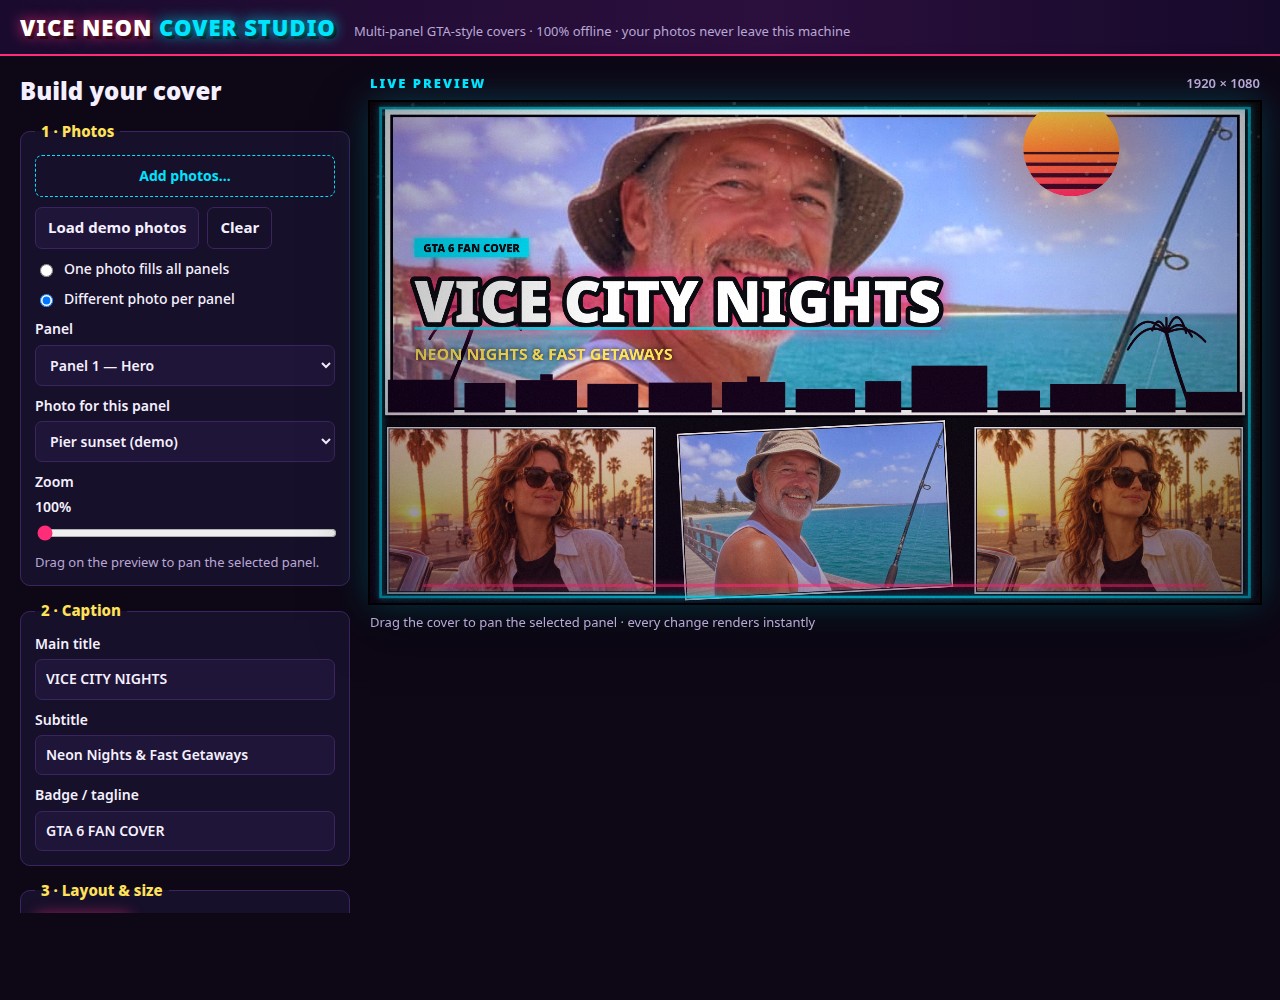 VICE NEON COVER STUDIO
Multi-panel GTA-style covers · 100% offline · your photos never leave this machine
Build your cover
1 · Photos
Add photos...
Load demo photos
Clear
One photo fills all panels
Different photo per panel
Panel
Panel 1 — Hero
Photo for this panel
Pier sunset (demo)
Zoom
100%
Drag on the preview to pan the selected panel.
2 · Caption
Main title
VICE CITY NIGHTS
Subtitle
Neon Nights & Fast Getaways
Badge / tagline
GTA 6 FAN COVER
3 · Layout & size
LIVE PREVIEW
1920 × 1080
GTA 6 FAN COVER
VICE CITY NIGHTS
NEON NIGHTS & FAST GETAWAYS
Drag the cover to pan the selected panel · every change renders instantly